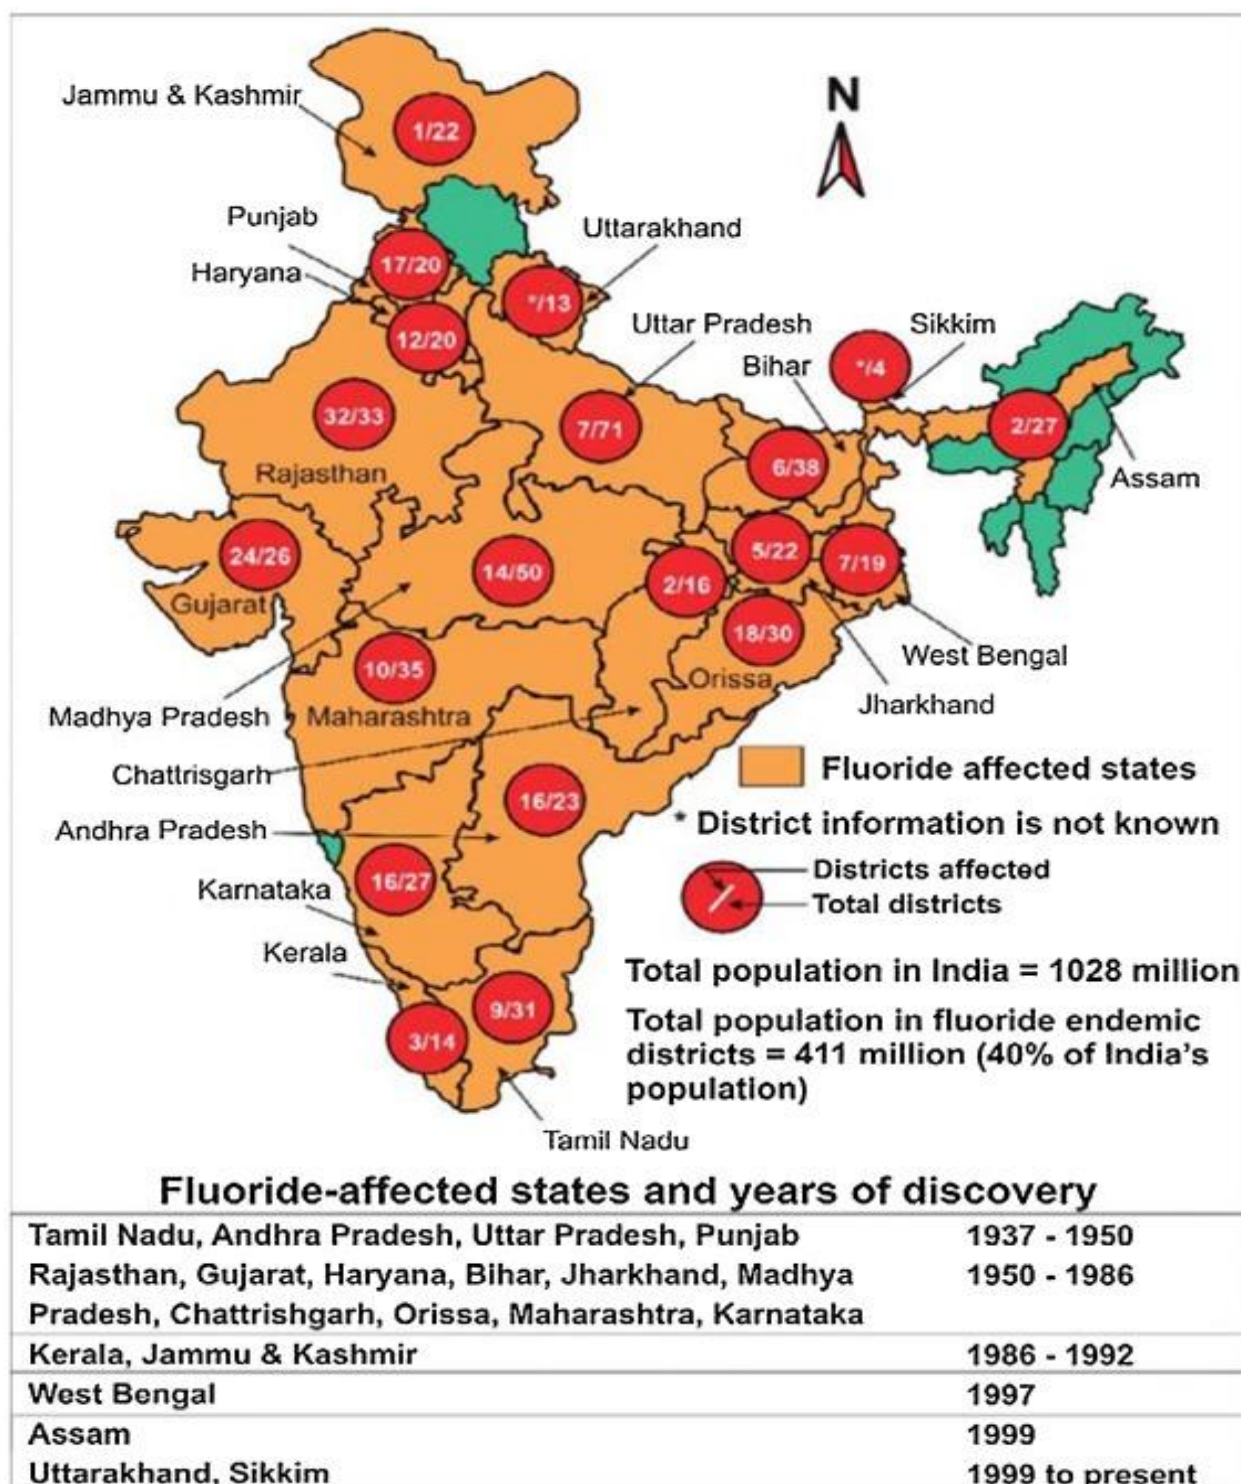 Jammu & Kashmir
N
1/22
Punjab
Uttarakhand
17/20
Haryana
*/13
Uttar Pradesh
Sikkim
12/20
Bihar
*/4
32/33
7/71
2/27
Rajasthan
6/38
Assam
24/26
14/50
5/22
7/19
2/16
Gujarat
18/30
West Bengal
10/35
Orissa
Jharkhand
Madhya Pradesh
Maharashtra
Chattrisgarh
Fluoride affected states
16/23
Andhra Pradesh
* District information is not known
16/27
Districts affected
Karnataka
/
Total districts
Kerala
Total population in India = 1028 million
9/31
Total population in fluoride endemic
3/14
districts = 411 million (40% of India's
population)
Tamil Nadu
Fluoride-affected states and years of discovery
Tamil Nadu, Andhra Pradesh, Uttar Pradesh, Punjab 1937 - 1950
Rajasthan, Gujarat, Haryana, Bihar, Jharkhand, Madhya 1950 - 1986
Pradesh, Chattrishgarh, Orissa, Maharashtra, Karnataka
Kerala, Jammu & Kashmir 1986 - 1992
West Bengal 1997
Assam 1999
Uttarakhand, Sikkim 1999 to present